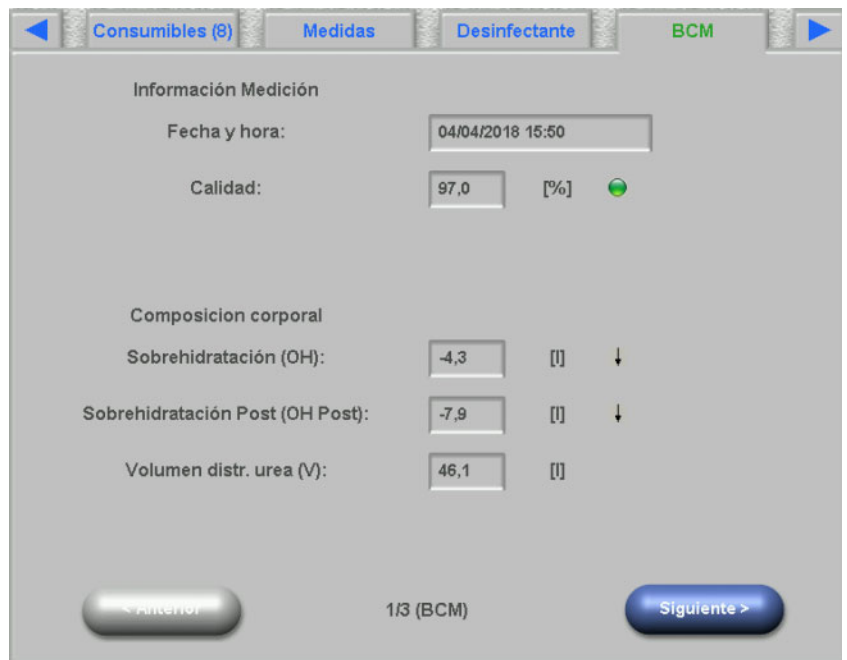 Consumibles (8) Medidas Desinfectante BCM
Información Medición
Fecha y hora: 04/04/2018 15:50
Calidad: 97,0 [%]
Composicion corporal
Sobrehidratación (OH): -4,3 [l]
Sobrehidratación Post (OH Post): -7,9 [l]
Volumen distr. urea (V): 46,1 [l]
< Anterior 1/3 (BCM) Siguiente >